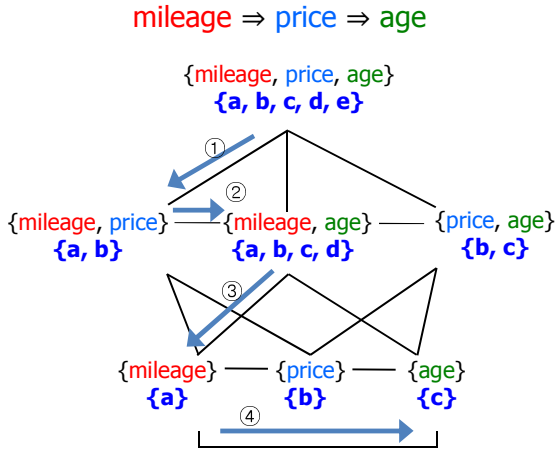 mileage ⇒ price ⇒ age
{mileage, price, age}
{a, b, c, d, e}
①
②
{mileage, price} {mileage, age} {price, age}
{a, b} {a, b, c, d} {b, c}
③
{mileage} {price} {age}
{a} {b} {c}
④